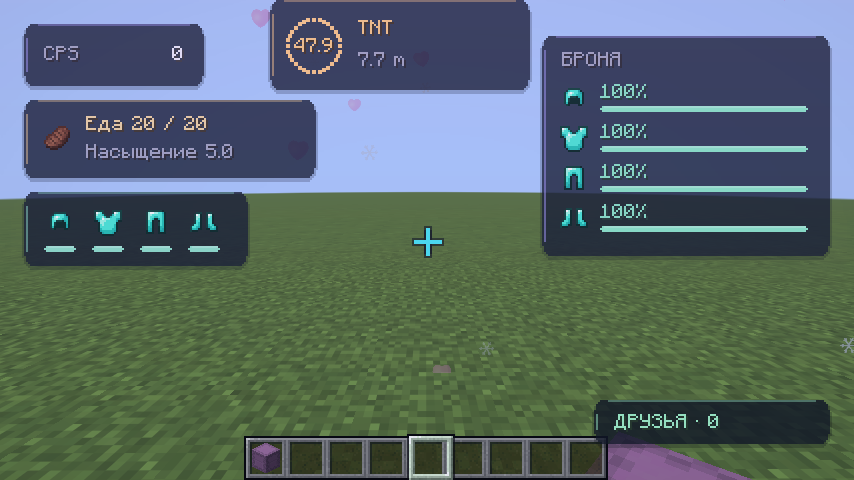 CPS 0
47.9
TNT
7.7 m
Еда 20 / 20
Насыщение 5.0
БРОНЯ
100%
100%
100%
100%
ДРУЗЬЯ · 0